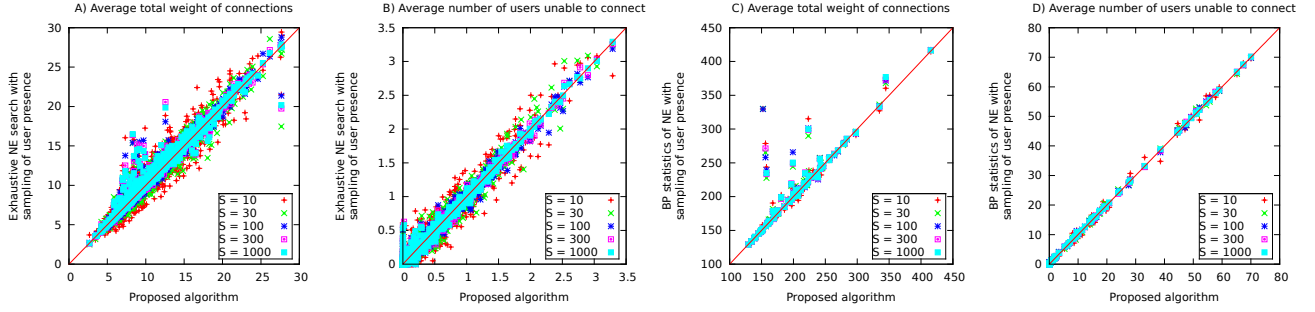 A) Average total weight of connections
30
25
20
15
10
5
0
0
5
10
15
20
25
30
Exhaustive NE search with
sampling of user presence
Proposed algorithm
S = 10
S = 30
S = 100
S = 300
S = 1000
B) Average number of users unable to connect
3.5
3
2.5
2
1.5
1
0.5
0
0
0.5
1
1.5
2
2.5
3
3.5
Exhaustive NE search with
sampling of user presence
Proposed algorithm
S = 10
S = 30
S = 100
S = 300
S = 1000
C) Average total weight of connections
450
400
350
300
250
200
150
100
100
150
200
250
300
350
400
450
BP statistics of NE with
sampling of user presence
Proposed algorithm
S = 10
S = 30
S = 100
S = 300
S = 1000
D) Average number of users unable to connect
80
70
60
50
40
30
20
10
0
0
10
20
30
40
50
60
70
80
BP statistics of NE with
sampling of user presence
Proposed algorithm
S = 10
S = 30
S = 100
S = 300
S = 1000